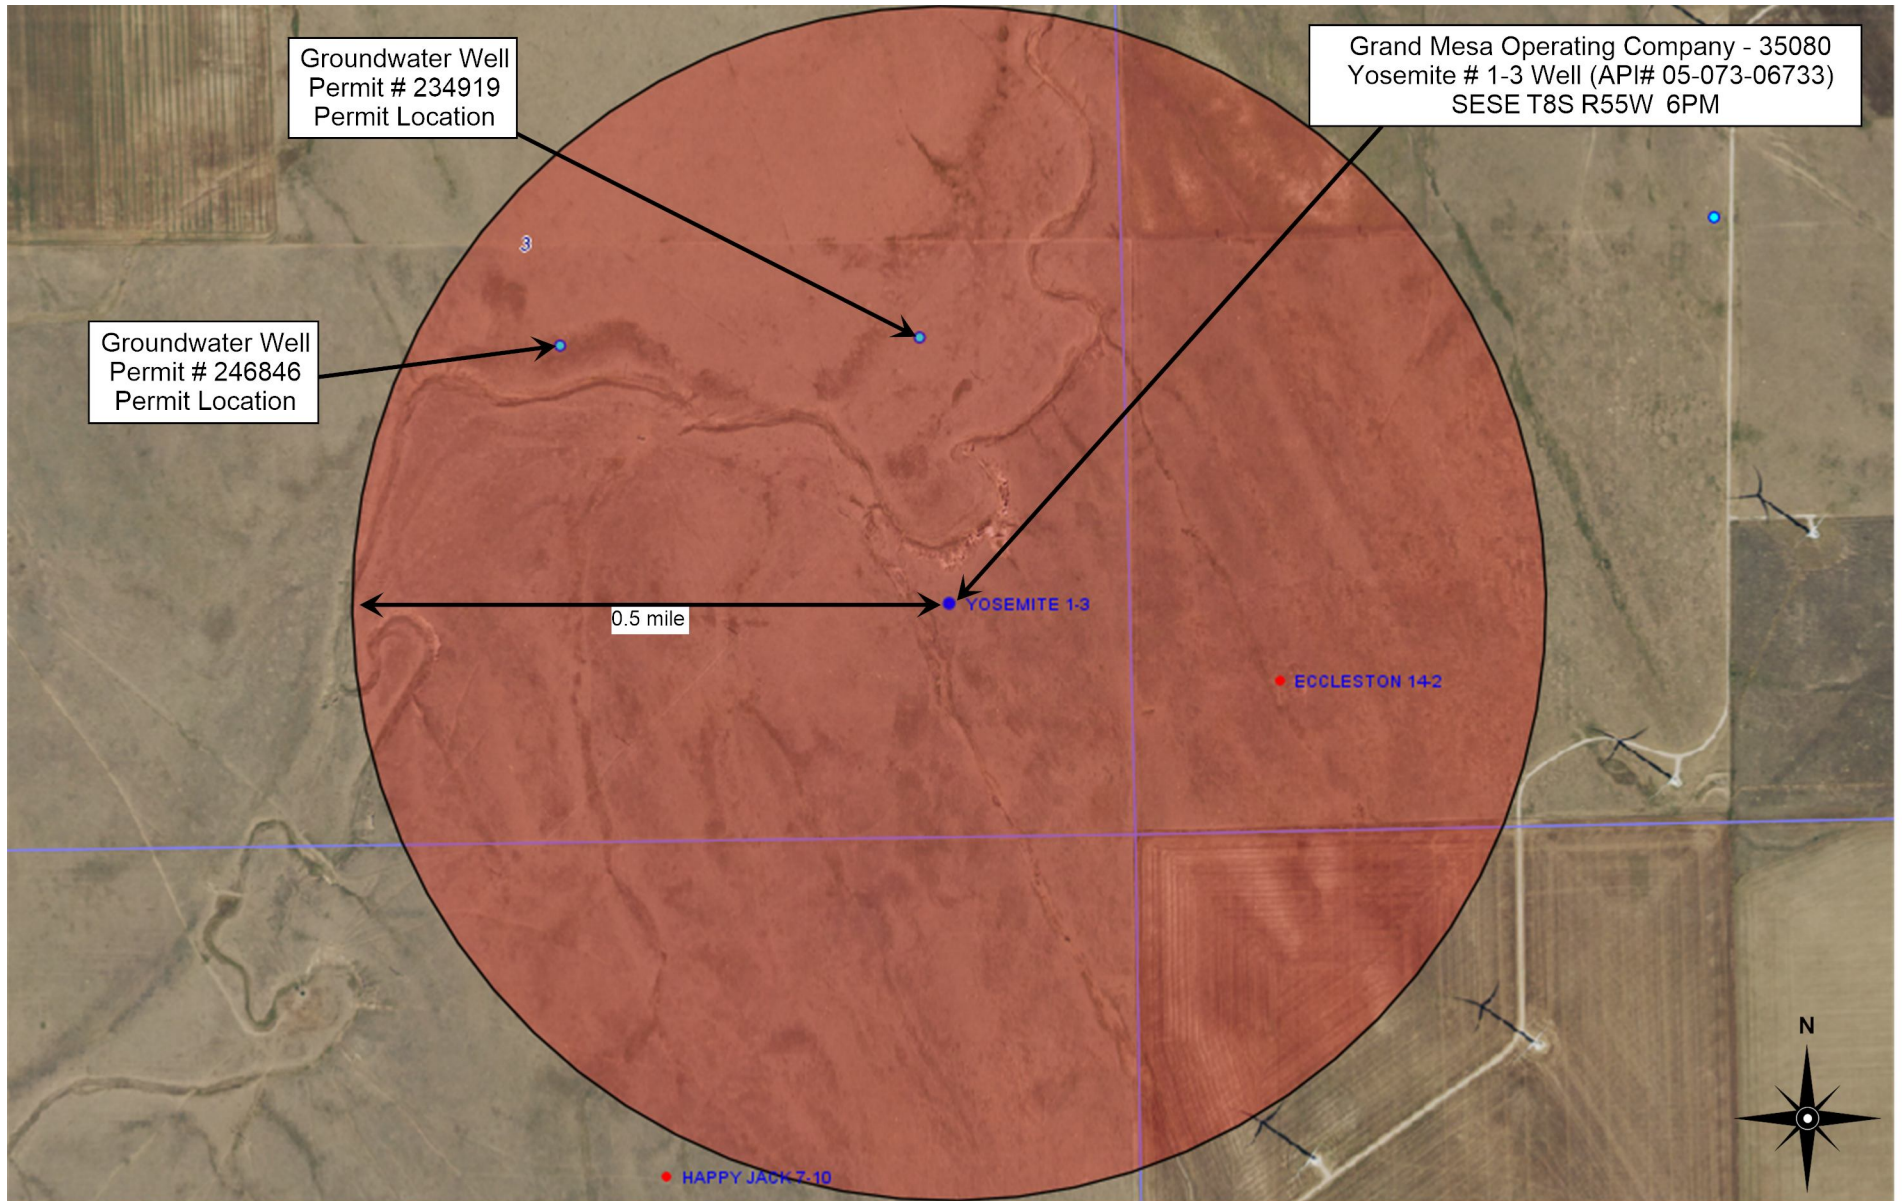 Groundwater Well
Permit # 234919
Permit Location
Grand Mesa Operating Company - 35080
Yosemite # 1-3 Well (API# 05-073-06733)
SESE T8S R55W 6PM
3
Groundwater Well
Permit # 246846
Permit Location
YOSEMITE 1-3
0.5 mile
ECCLESTON 14-2
N
HAPPY JACK 7-10